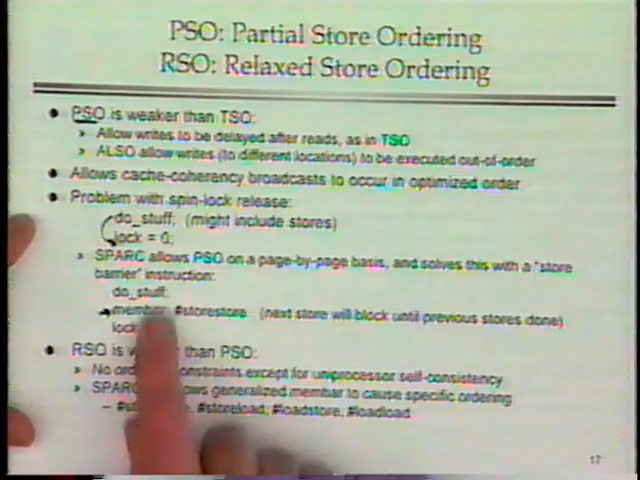 PSO: Partial Store Ordering
RSO: Relaxed Store Ordering
PSO is weaker than TSO:
Allow writes to be delayed after reads, as in TSO
ALSO allow writes (to different locations) to be executed out-of-order
Allows cache-coherency broadcasts to occur in optimized order
Problem with spin-lock release:
do_stuff; (might include stores)
lock = 0;
SPARC allows PSO on a page-by-page basis, and solves this with a 'store
barrier' instruction:
do_stuff;
#storestore (next store will block until previous stores done)
lock
RSO is than PSO:
No constraints except for uniprocessor self-consistency
SPARC generalized membar to cause specific ordering
#storeload, #loadstore, #loadload
17